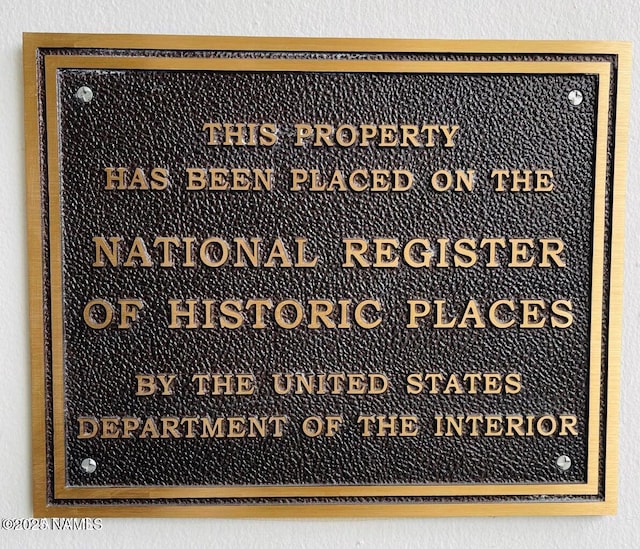 THIS PROPERTY
HAS BEEN PLACED ON THE
NATIONAL REGISTER
OF HISTORIC PLACES
BY THE UNITED STATES
DEPARTMENT OF THE INTERIOR
©2025 NAMES